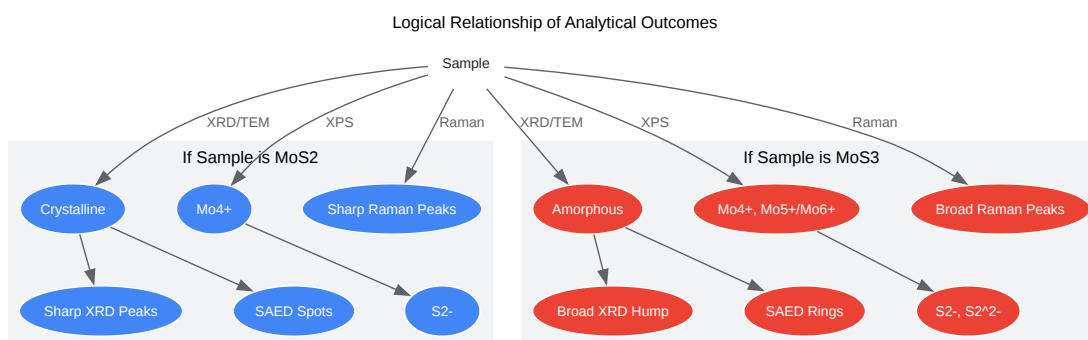 Logical Relationship of Analytical Outcomes
Sample
XRD/TEM
XPS
Raman
XRD/TEM
XPS
Raman
If Sample is MoS2
If Sample is MoS3
Crystalline
Mo4+
Sharp Raman Peaks
Amorphous
Mo4+, Mo5+/Mo6+
Broad Raman Peaks
Sharp XRD Peaks
SAED Spots
S2-
Broad XRD Hump
SAED Rings
S2-, S2^2-